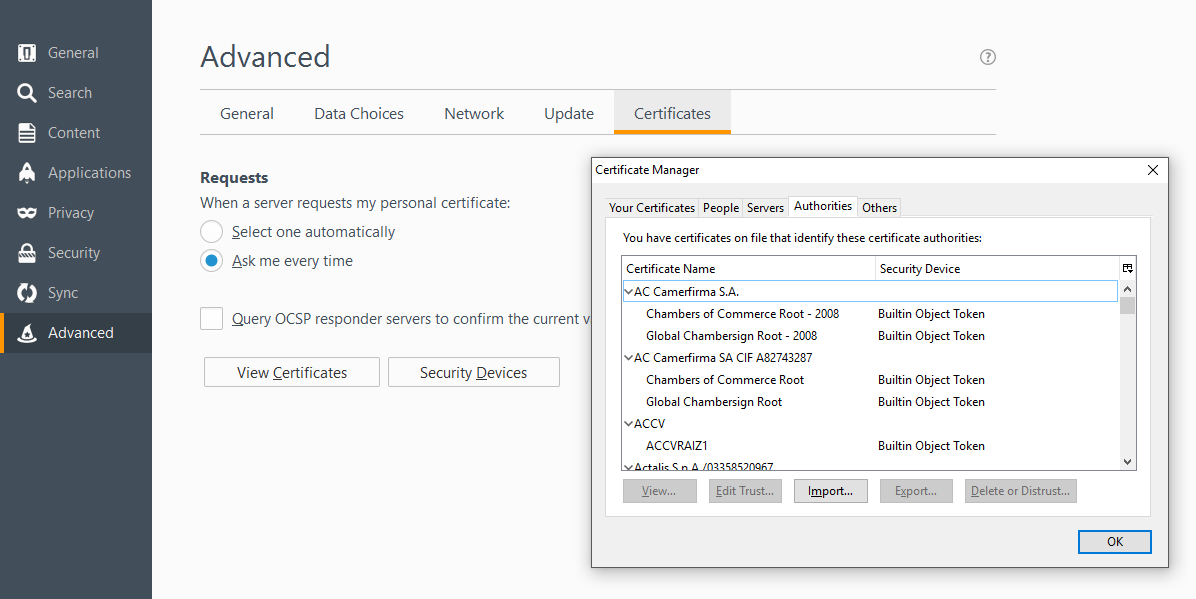 General
Search
Content
Applications
Privacy
Security
Sync
Advanced
Advanced
?
General Data Choices Network Update Certificates
Requests
When a server requests my personal certificate:
Select one automatically
Ask me every time
Query OCSP responder servers to confirm the current v
View Certificates Security Devices
Certificate Manager
Your Certificates People Servers Authorities Others
You have certificates on file that identify these certificate authorities:
Certificate Name Security Device
AC Camerfirma S.A.
Chambers of Commerce Root - 2008 Builtin Object Token
Global Chambersign Root - 2008 Builtin Object Token
AC Camerfirma SA CIF A82743287
Chambers of Commerce Root Builtin Object Token
Global Chambersign Root Builtin Object Token
ACCV
ACCVRAIZ1 Builtin Object Token
Actalis S.p.A./03358520967
View... Edit Trust... Import... Export... Delete or Distrust...
OK